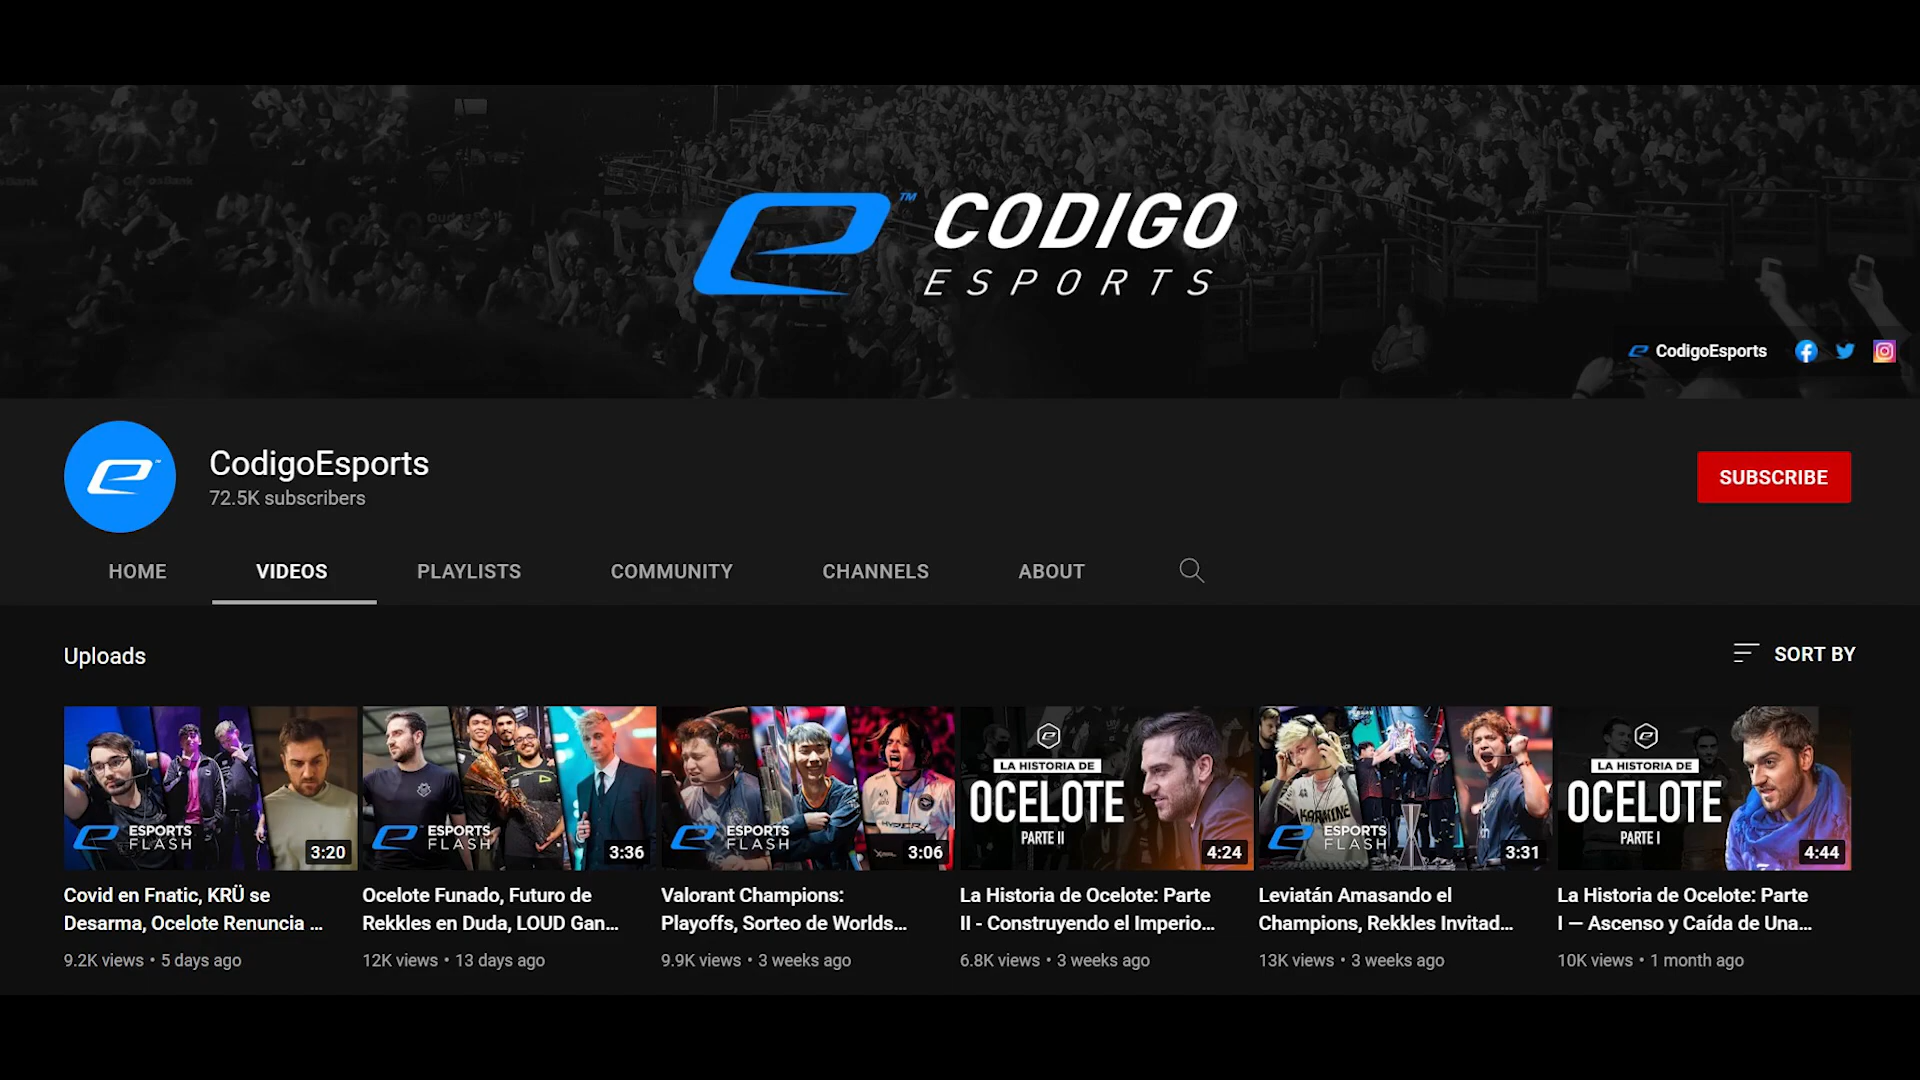 ™ CODIGO
ESPORTS
CodigoEsports
CodigoEsports
72.5K subscribers
SUBSCRIBE
HOME VIDEOS PLAYLISTS COMMUNITY CHANNELS ABOUT
Uploads
SORT BY
ESPORTS
FLASH
3:20
ESPORTS
FLASH
3:36
ESPORTS
FLASH
3:06
LA HISTORIA DE
OCELOTE
PARTE II
4:24
KARMINE
ESPORTS
FLASH
3:31
LA HISTORIA DE
OCELOTE
PARTE I
4:44
Covid en Fnatic, KRÜ se
Desarma, Ocelote Renuncia ...
9.2K views • 5 days ago
Ocelote Funado, Futuro de
Rekkles en Duda, LOUD Gan...
12K views • 13 days ago
Valorant Champions:
Playoffs, Sorteo de Worlds...
9.9K views • 3 weeks ago
La Historia de Ocelote: Parte
II - Construyendo el Imperio...
6.8K views • 3 weeks ago
Leviatán Amasando el
Champions, Rekkles Invitad...
13K views • 3 weeks ago
La Historia de Ocelote: Parte
I — Ascenso y Caída de Una...
10K views • 1 month ago